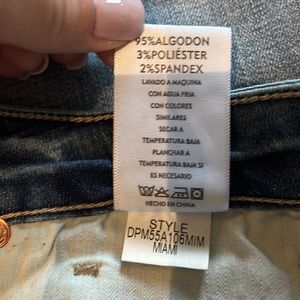 95%ALGODON
3%POLIÉSTER
2%SPANDEX
LAVADO A MAQUINA
CON AGUA FRIA
CON COLORES
SIMILARES
SECAR A
TEMPERATURA BAJA
PLANCHAR A
TEMPERATURA BAJA SI
ES NECESARIO
HECHO EN CHINA
STYLE
DPM55A106MIM
MIAMI